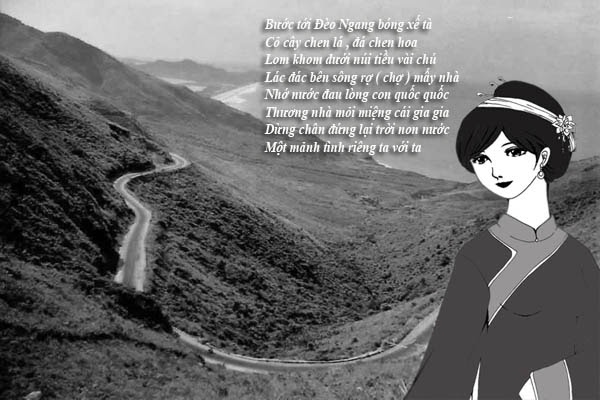 Bước tới Đèo Ngang bóng xế tà
Cỏ cây chen lá , đá chen hoa
Lom khom dưới núi tiều vài chú
Lác đác bên sông rợ ( chợ ) mấy nhà
Nhớ nước đau lòng con quốc quốc
Thương nhà mỏi miệng cái gia gia
Dừng chân đứng lại trời non nước
Một mảnh tình riêng ta với ta